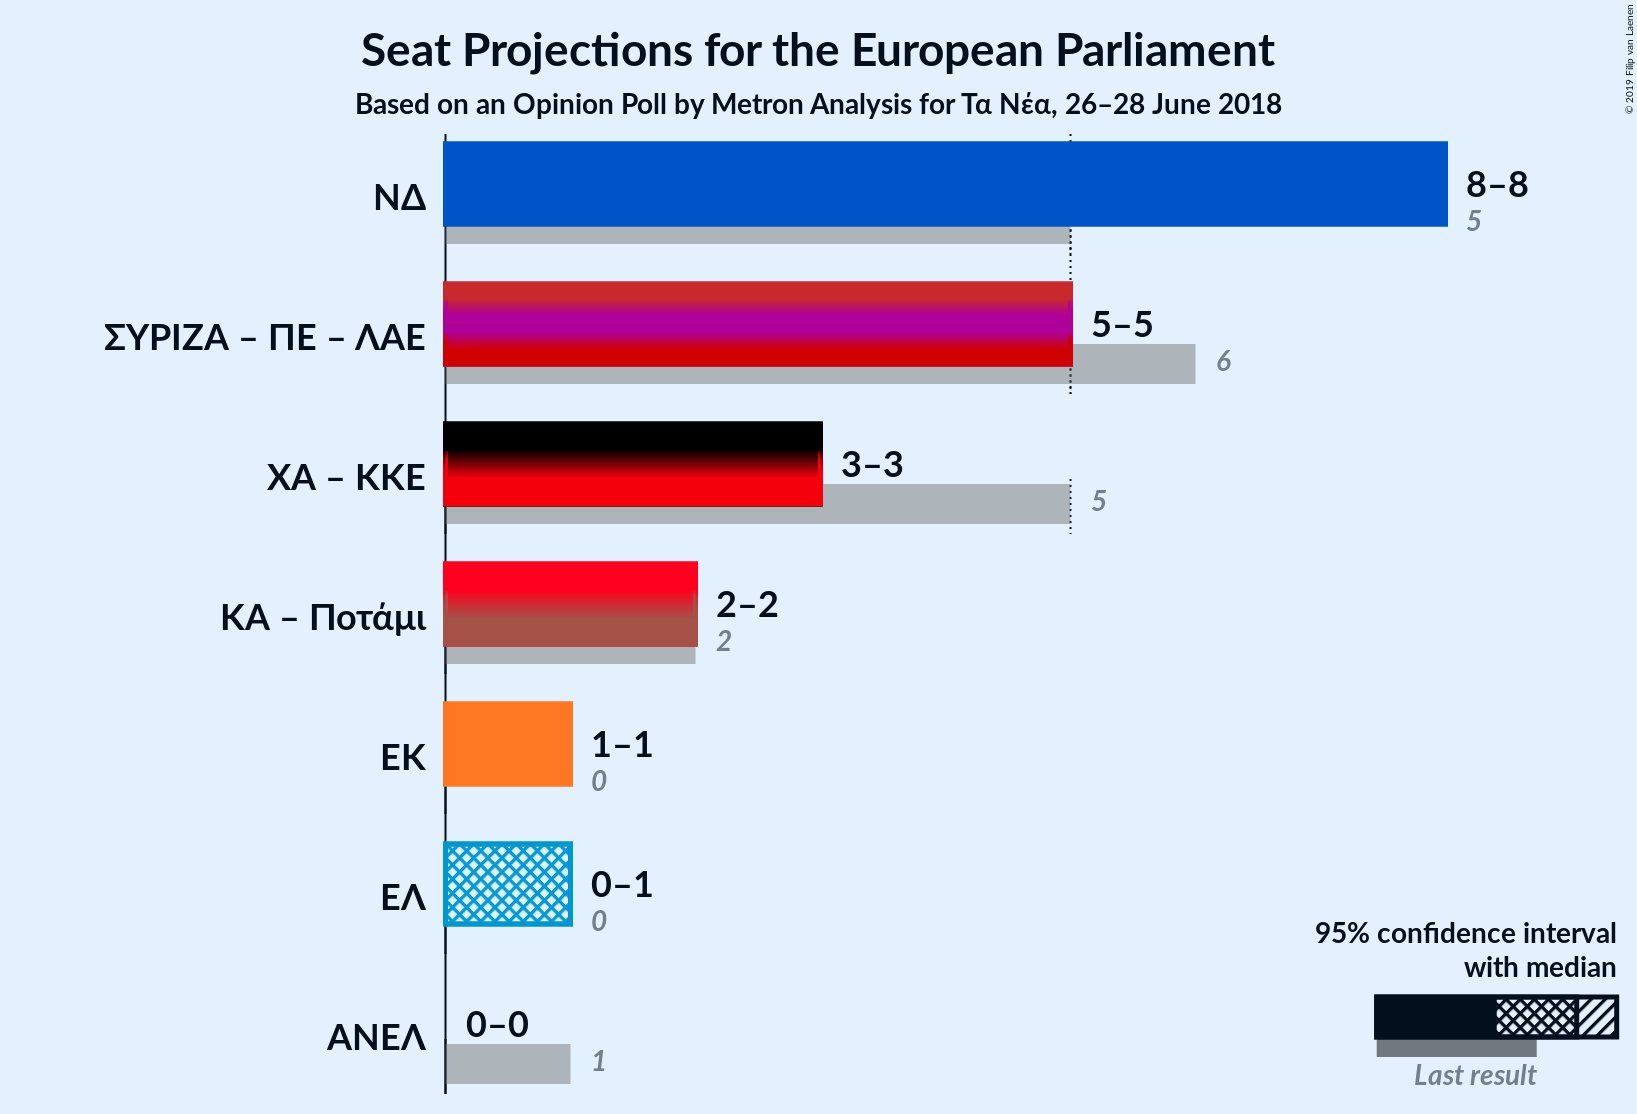 Seat Projections for the European Parliament
Based on an Opinion Poll by Metron Analysis for Τα Νέα, 26–28 June 2018
© 2019 Filip van Laenen
ΝΔ
8–8
5
ΣΥΡΙΖΑ – ΠΕ – ΛΑΕ
5–5
6
ΧΑ – ΚΚΕ
3–3
5
ΚΑ – Ποτάμι
2–2
2
ΕΚ
1–1
0
ΕΛ
0–1
0
ΑΝΕΛ
0–0
1
95% confidence interval
with median
Last result